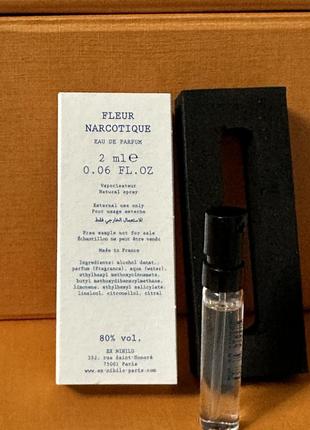 FLEUR
NARCOTIQUE
EAU DE PARFUM
2 ml e
0.06 FL.OZ
Vaporisateur
Natural spray
External use only
Pour usage externe
للاستعمال الخارجي فقط
Free sample not for sale
Échantillon ne peut être vendu
Made in France
Ingredients: alcohol denat.,
parfum (fragrance), aqua (water),
ethylhexyl methoxycinnamate,
butyl methoxydibenzoylmethane,
limonene, ethylhexyl salicylate,
linalool, citronellol, citral
80% vol.
EX NIHILO
352, rue Saint-Honoré
75001 Paris
www.ex-nihilo-paris.com